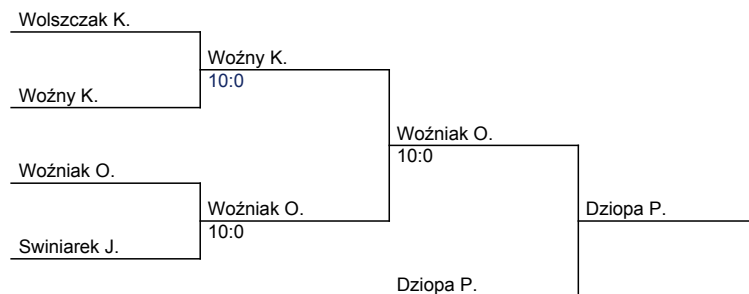 Wolszczak K.
Woźny K.
10:0
Woźny K.
Woźniak O.
10:0
Woźniak O.
Woźniak O.
10:0
Dziopa P.
Swiniarek J.
Dziopa P.